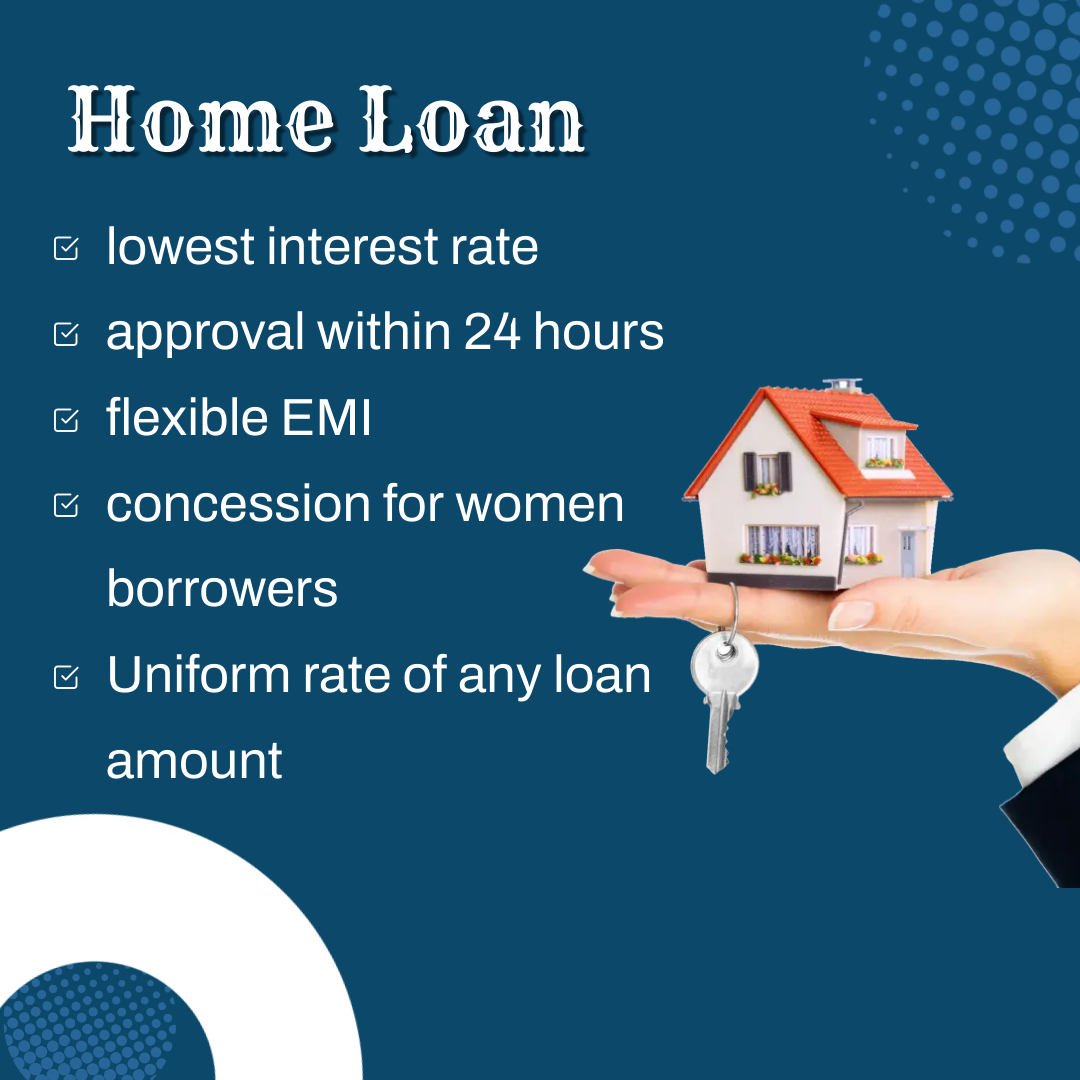 Home Loan
lowest interest rate
approval within 24 hours
flexible EMI
concession for women
borrowers
Uniform rate of any loan
amount